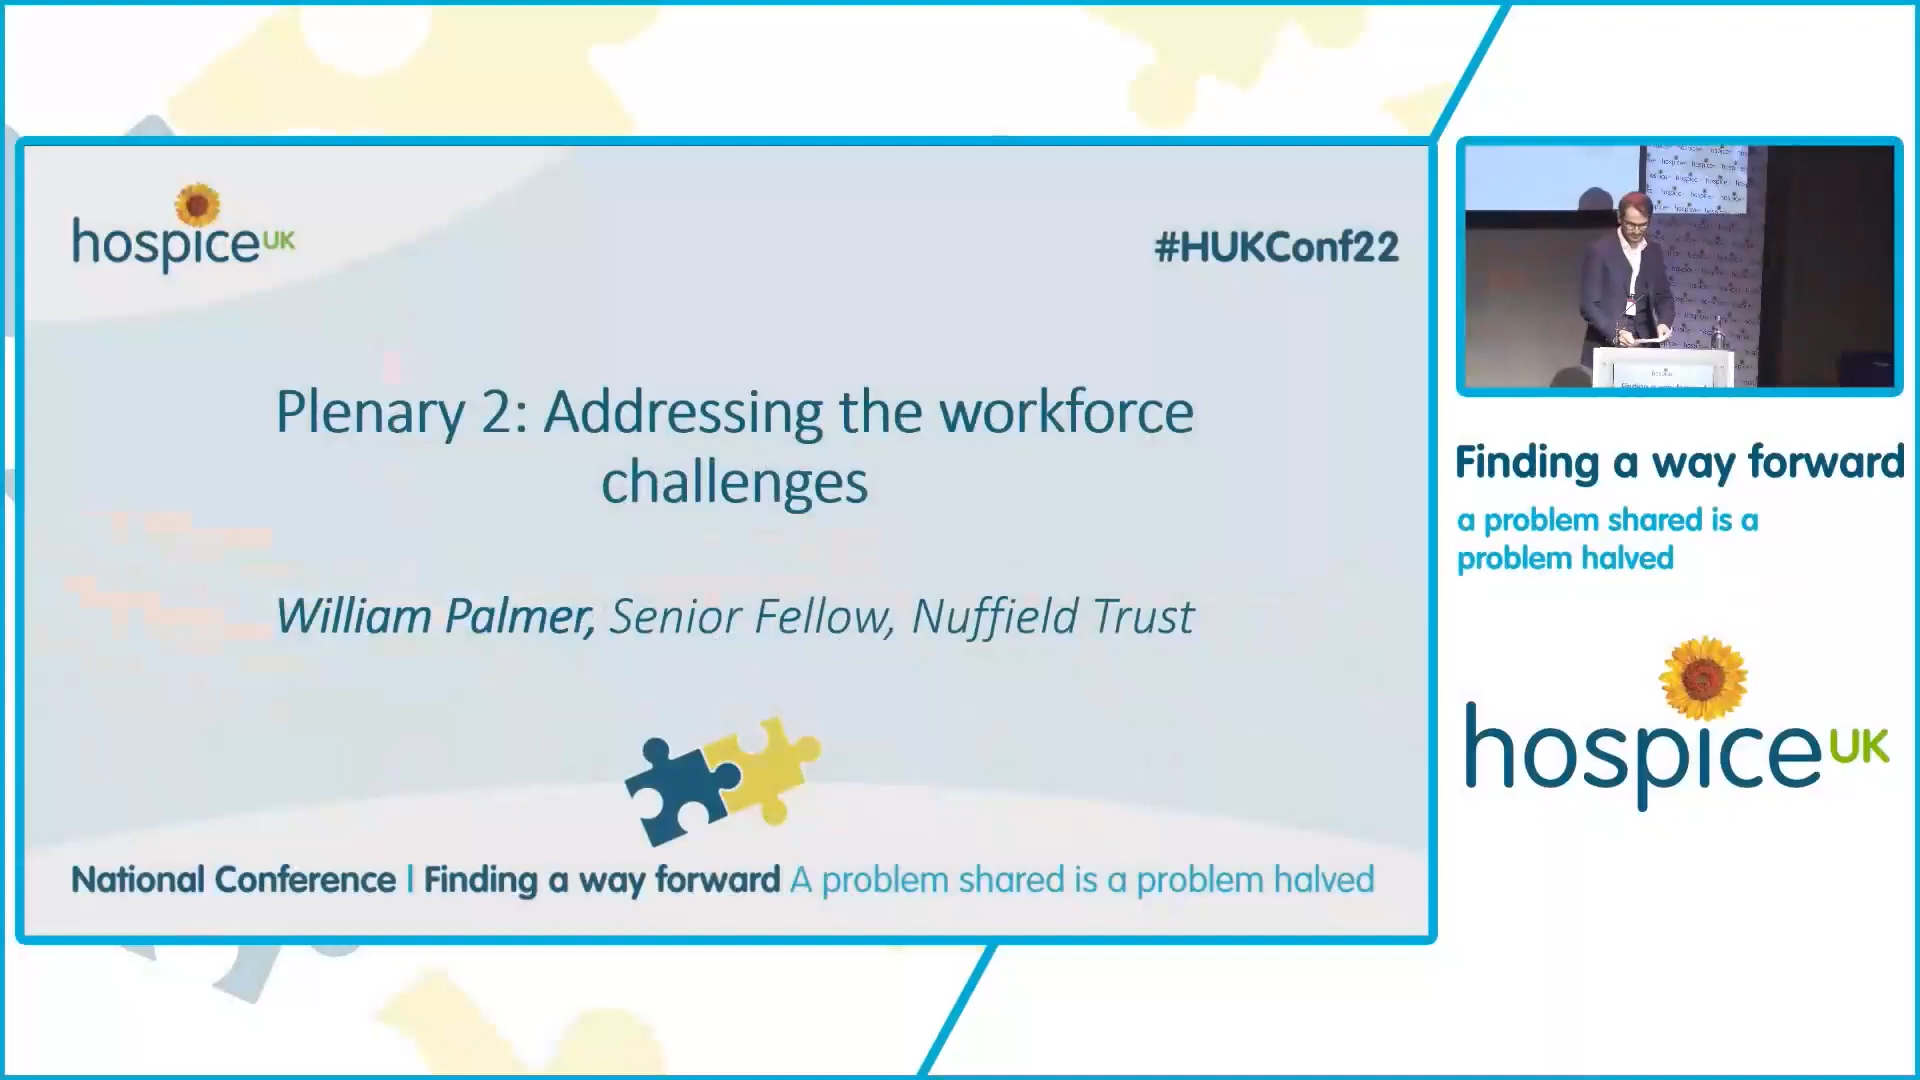 hospice UK
#HUKConf22
Plenary 2: Addressing the workforce
challenges
William Palmer, Senior Fellow, Nuffield Trust
National Conference | Finding a way forward A problem shared is a problem halved
Finding a way forward
a problem shared is a
problem halved
hospice UK